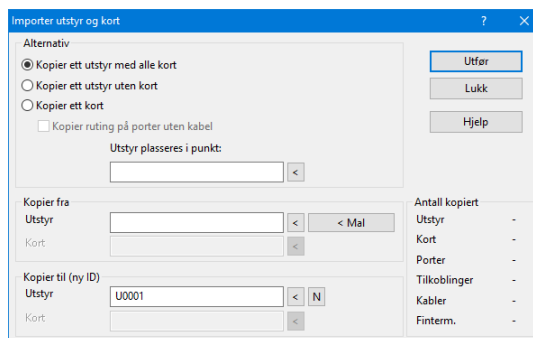 Importer utstyr og kort ? ×
Alternativ
Kopier ett utstyr med alle kort
Kopier ett utstyr uten kort
Kopier ett kort
Kopier ruting på porter uten kabel
Utstyr plasseres i punkt:
<
Utfør
Lukk
Hjelp
Kopier fra
Utstyr < < Mal
Kort <
Kopier til (ny ID)
Utstyr U0001 < N
Kort <
Antall kopiert
Utstyr -
Kort -
Porter -
Tilkoblinger -
Kabler -
Finterm. -